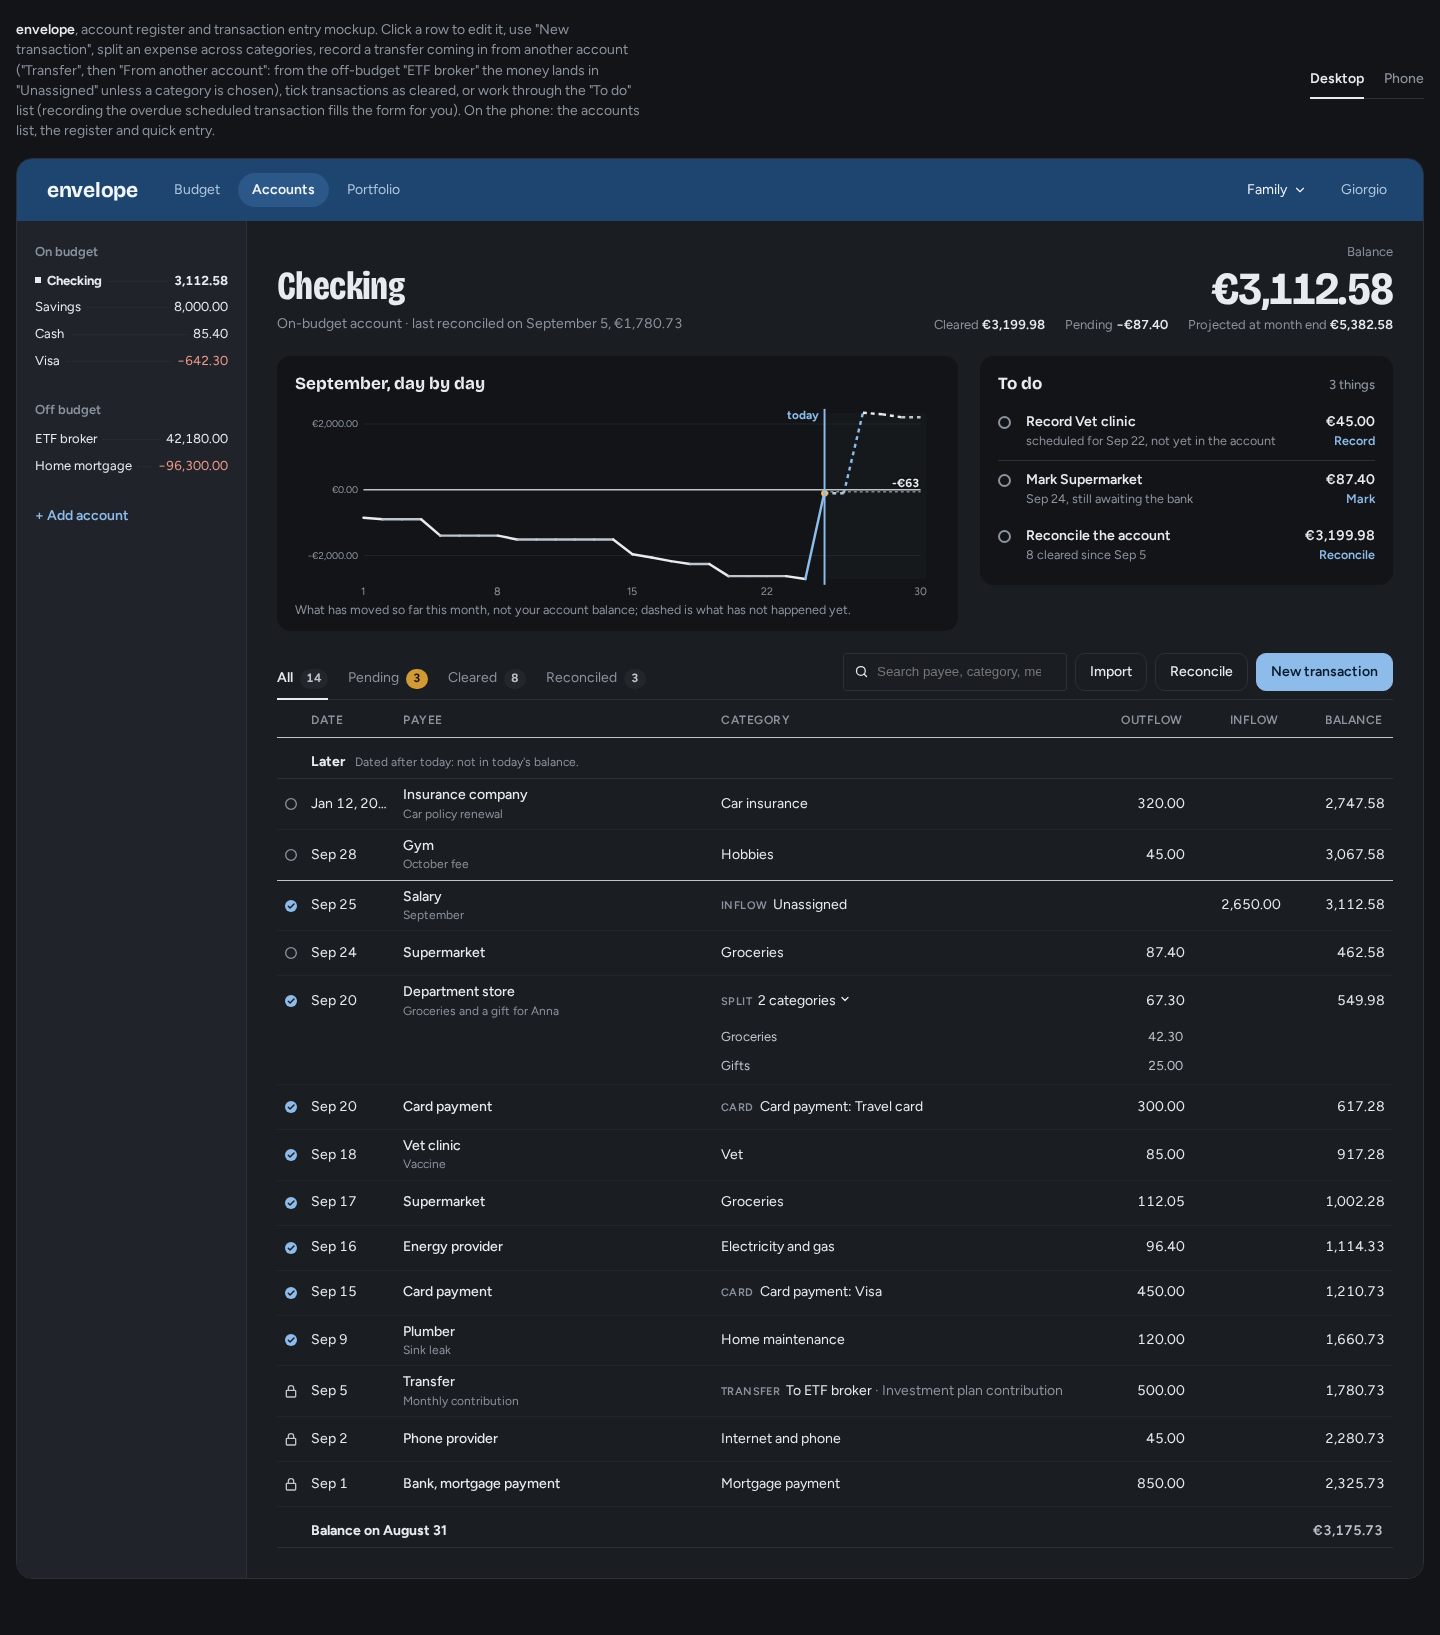 envelope, account register and transaction entry mockup. Click a row to edit it, use "New
transaction", split an expense across categories, record a transfer coming in from another account
("Transfer", then "From another account": from the off-budget "ETF broker" the money lands in
"Unassigned" unless a category is chosen), tick transactions as cleared, or work through the "To do"
list (recording the overdue scheduled transaction fills the form for you). On the phone: the accounts
list, the register and quick entry.
Desktop Phone
envelope Budget Accounts Portfolio Family Giorgio
On budget
Checking 3,112.58
Savings 8,000.00
Cash 85.40
Visa −642.30
Off budget
ETF broker 42,180.00
Home mortgage −96,300.00
+ Add account
Checking
On-budget account · last reconciled on September 5, €1,780.73
Balance
€3,112.58
Cleared €3,199.98 Pending −€87.40 Projected at month end €5,382.58
September, day by day
€2,000.00
€0.00
-€2,000.00
today
-€63
1 8 15 22 30
What has moved so far this month, not your account balance; dashed is what has not happened yet.
To do 3 things
Record Vet clinic €45.00
scheduled for Sep 22, not yet in the account Record
Mark Supermarket €87.40
Sep 24, still awaiting the bank Mark
Reconcile the account €3,199.98
8 cleared since Sep 5 Reconcile
All 14 Pending 3 Cleared 8 Reconciled 3
Search payee, category, me Import Reconcile New transaction
DATE PAYEE CATEGORY OUTFLOW INFLOW BALANCE
Later Dated after today: not in today's balance.
Jan 12, 20... Insurance company Car insurance 320.00 2,747.58
Car policy renewal
Sep 28 Gym Hobbies 45.00 3,067.58
October fee
Sep 25 Salary INFLOW Unassigned 2,650.00 3,112.58
September
Sep 24 Supermarket Groceries 87.40 462.58
Sep 20 Department store SPLIT 2 categories 67.30 549.98
Groceries and a gift for Anna
Groceries 42.30
Gifts 25.00
Sep 20 Card payment CARD Card payment: Travel card 300.00 617.28
Sep 18 Vet clinic Vet 85.00 917.28
Vaccine
Sep 17 Supermarket Groceries 112.05 1,002.28
Sep 16 Energy provider Electricity and gas 96.40 1,114.33
Sep 15 Card payment CARD Card payment: Visa 450.00 1,210.73
Sep 9 Plumber Home maintenance 120.00 1,660.73
Sink leak
Sep 5 Transfer TRANSFER To ETF broker · Investment plan contribution 500.00 1,780.73
Monthly contribution
Sep 2 Phone provider Internet and phone 45.00 2,280.73
Sep 1 Bank, mortgage payment Mortgage payment 850.00 2,325.73
Balance on August 31 €3,175.73